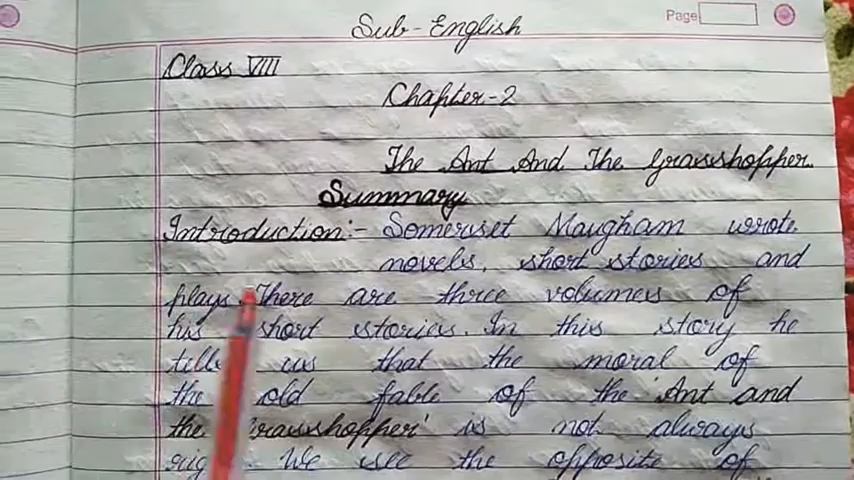 Sub-English
Page
Class VIII
Chapter-2
The Ant And The Grasshopper.
Summary
Introduction:- Somerset Maugham wrote
novels, short stories and
plays. There are three volumes of
his short stories. In this story he
us that the moral of
the old fable of the 'Ant and
the is not always
We see the opposite of